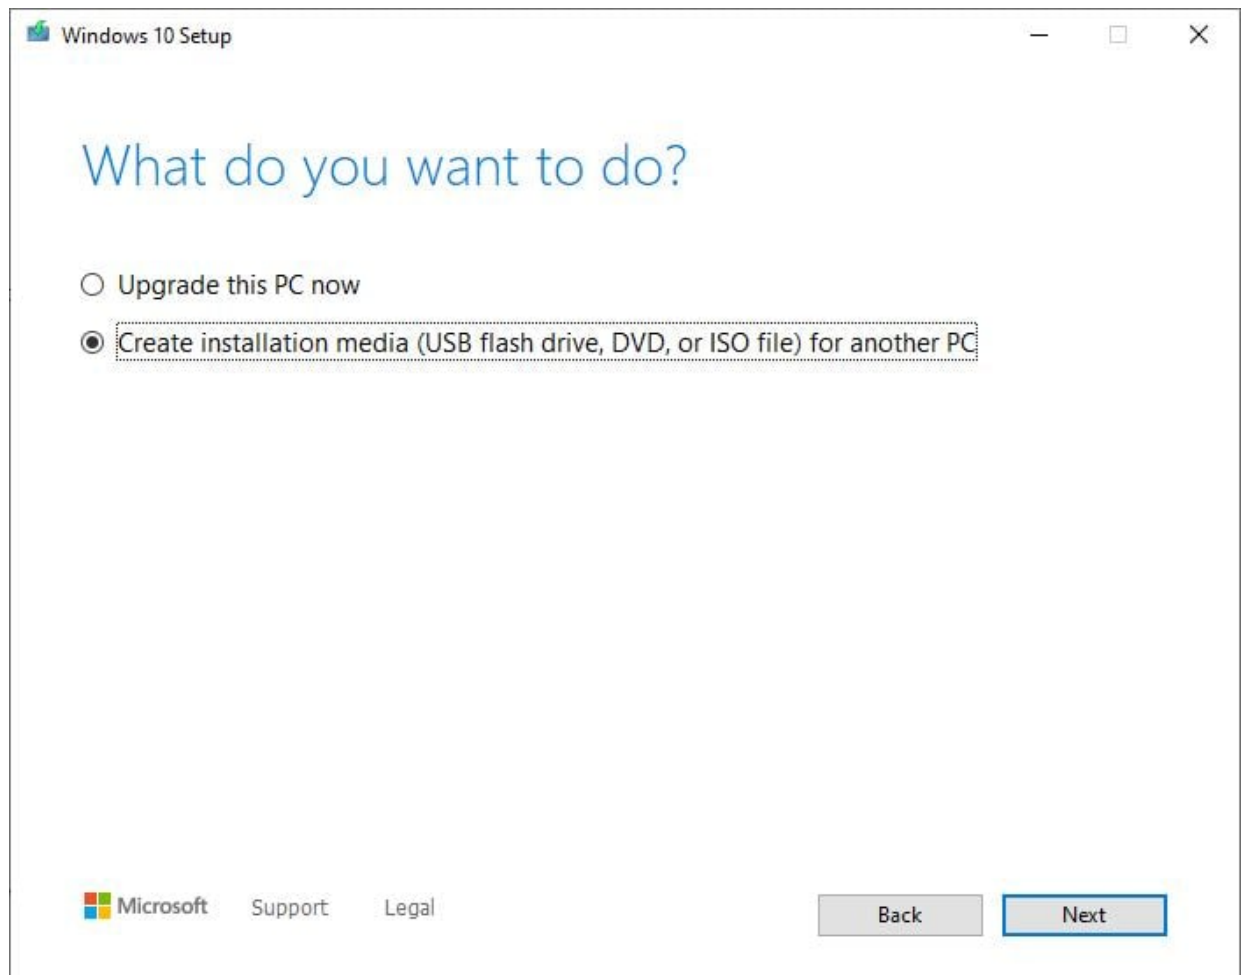 Windows 10 Setup
What do you want to do?
Upgrade this PC now
Create installation media (USB flash drive, DVD, or ISO file) for another PC
Microsoft Support Legal
Back Next